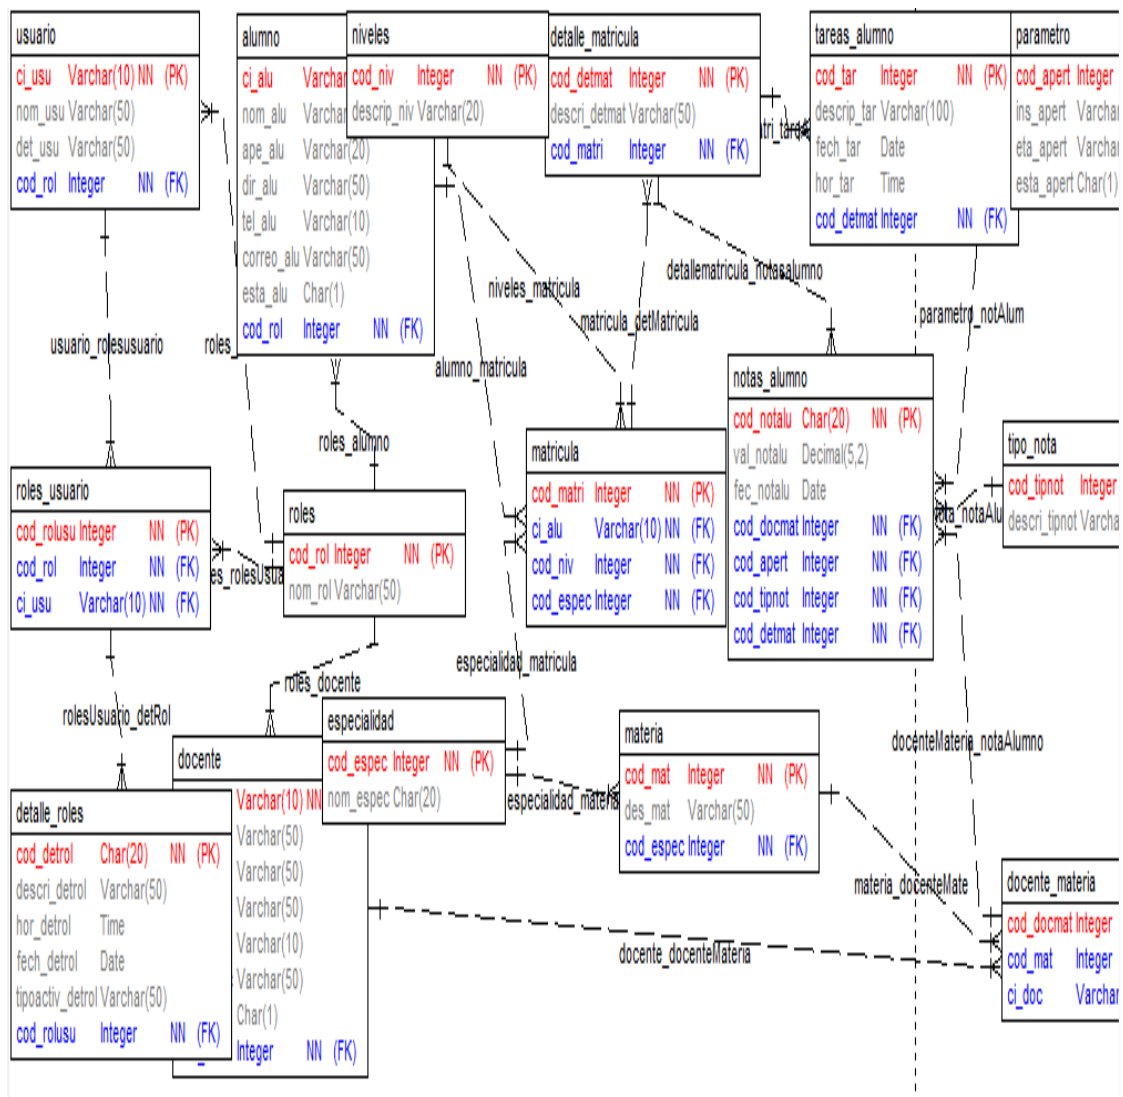 usuario
ci_usu Varchar(10) NN (PK)
nom_usu Varchar(50)
det_usu Varchar(50)
cod_rol Integer NN (FK)
alumno
ci_alu Varchar
nom_alu Varchar
ape_alu Varchar(20)
dir_alu Varchar(50)
tel_alu Varchar(10)
correo_alu Varchar(50)
esta_alu Char(1)
cod_rol Integer NN (FK)
niveles
cod_niv Integer NN (PK)
descrip_niv Varchar(20)
detalle_matricula
cod_detmat Integer NN (PK)
descri_detmat Varchar(50)
cod_matri Integer NN (FK)
tareas_alumno
cod_tar Integer NN (PK)
descrip_tar Varchar(100)
fech_tar Date
hor_tar Time
cod_detmat Integer NN (FK)
parametro
cod_apert Integer
ins_apert Varchar
eta_apert Varchar
esta_apert Char(1)
usuario_rolesusuario
roles_
niveles_matricula
alumno_matricula
matricula_detMatricula
detallematricula_notasalumno
parametro_notAlum
roles_alumno
notas_alumno
cod_notalu Char(20) NN (PK)
val_notalu Decimal(5,2)
fec_notalu Date
cod_docmat Integer NN (FK)
cod_apert Integer NN (FK)
cod_tipnot Integer NN (FK)
cod_detmat Integer NN (FK)
tipo_nota
cod_tipnot Integer
descri_tipnot Varcha
matricula
cod_matri Integer NN (PK)
ci_alu Varchar(10) NN (FK)
cod_niv Integer NN (FK)
cod_espec Integer NN (FK)
roles_usuario
cod_rolusu Integer NN (PK)
cod_rol Integer NN (FK)
ci_usu Varchar(10) NN (FK)
es_rolesUsua
roles
cod_rol Integer NN (PK)
nom_rol Varchar(50)
especialidad_matricula
roles_docente
rolesUsuario_detRol
docente
Varchar(10) NN
Varchar(50)
Varchar(50)
Varchar(50)
Varchar(10)
Varchar(50)
Char(1)
Integer NN (FK)
especialidad
cod_espec Integer NN (PK)
nom_espec Char(20)
especialidad_materia
materia
cod_mat Integer NN (PK)
des_mat Varchar(50)
cod_espec Integer NN (FK)
docenteMateria_notaAlumno
detalle_roles
cod_detrol Char(20) NN (PK)
descri_detrol Varchar(50)
hor_detrol Time
fech_detrol Date
tipoactiv_detrol Varchar(50)
cod_rolusu Integer NN (FK)
materia_docenteMate
docente_docenteMateria
docente_materia
cod_docmat Integer
cod_mat Integer
ci_doc Varchar